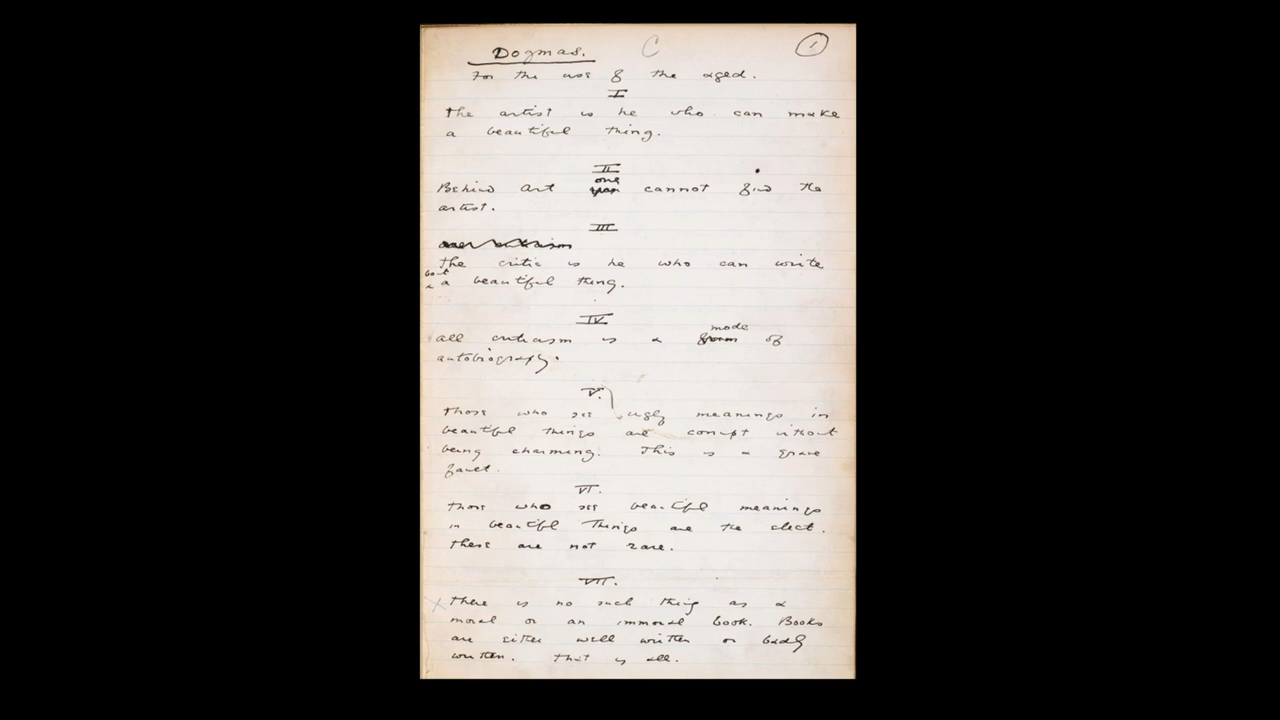 Dogmas. C 1
For the use of the aged.
I
The artist is he who can make
a beautiful thing.
II
one
Behind Art cannot find the
artist.
III
The critic is he who can write
a beautiful thing.
IV
mode
All criticism is a form of
autobiography.
V.
Those who see ugly meanings in
beautiful things are corrupt without
being charming. This is a grave
fault.
VI.
Those who see beautiful meanings
in beautiful things are the elect.
These are not rare.
VII.
X There is no such thing as a
moral or an immoral book. Books
are either well written or badly
written. That is all.